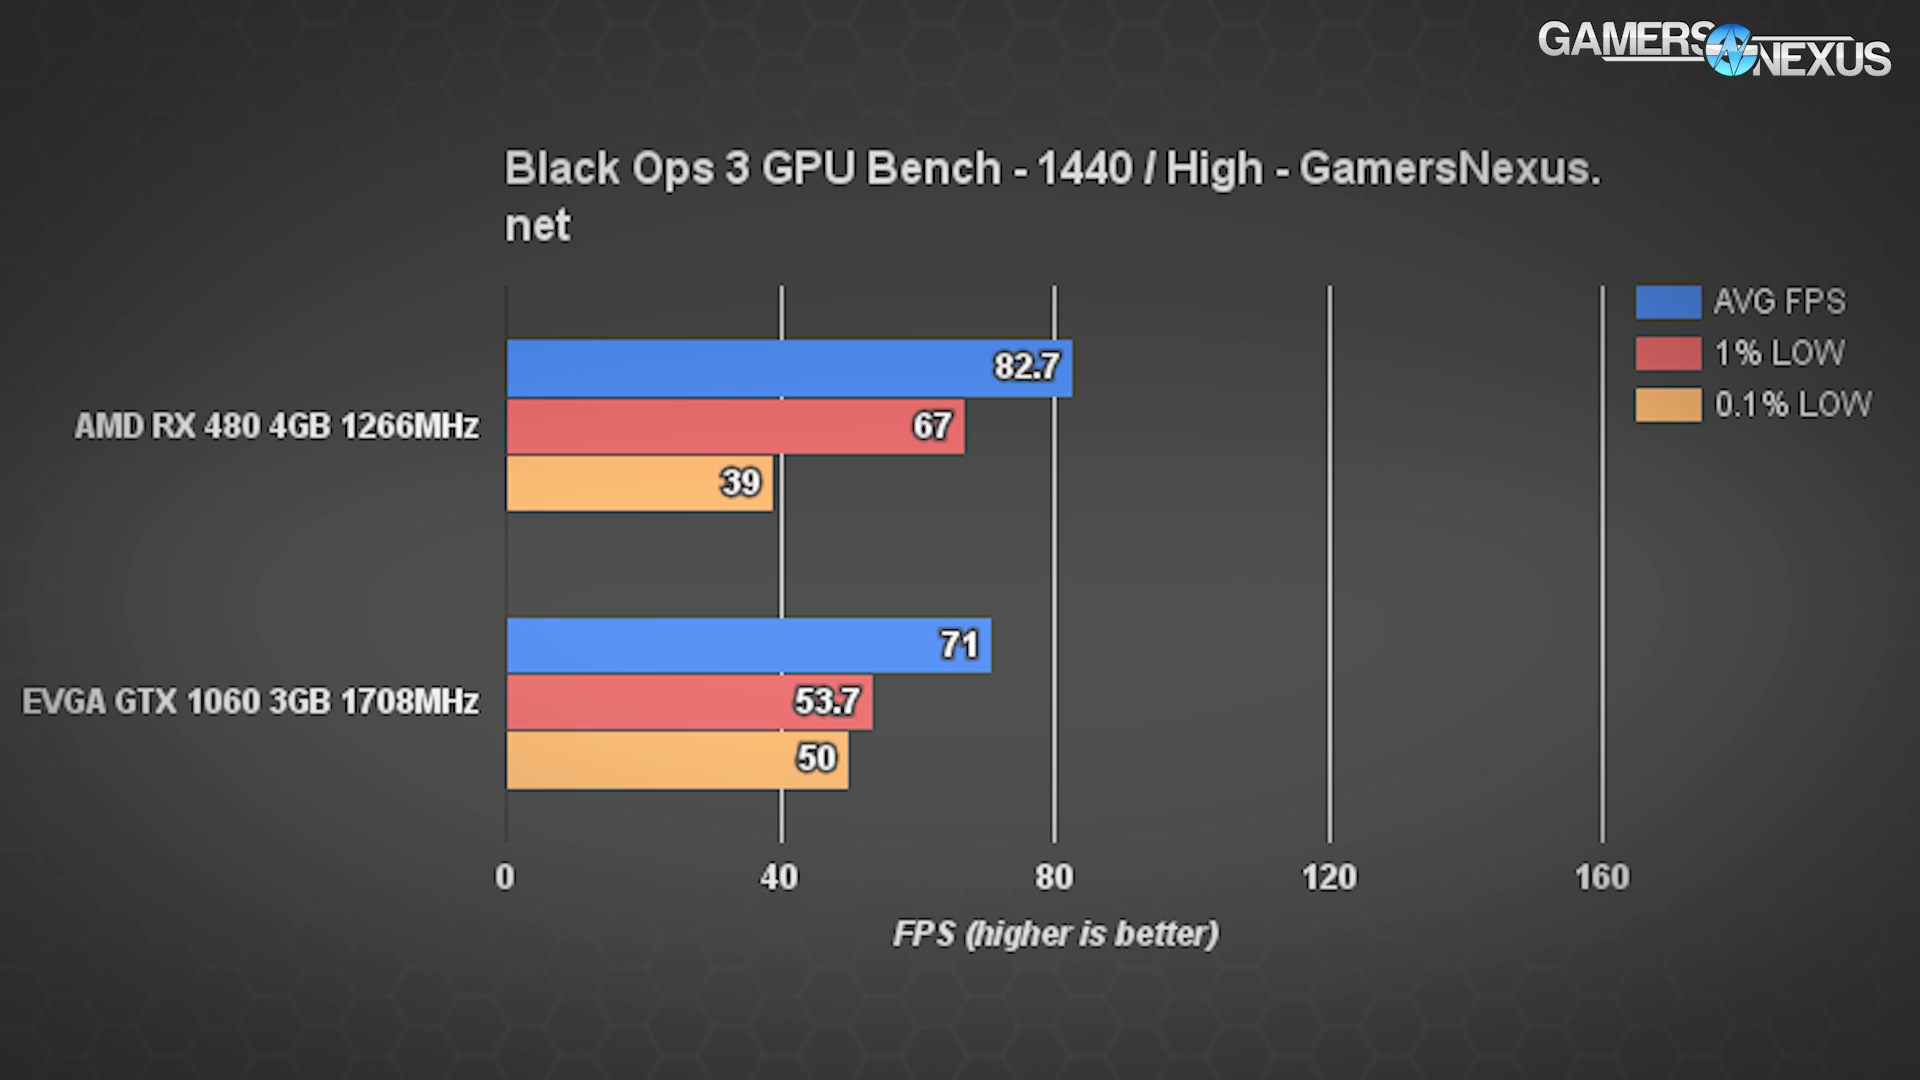 GAMERS NEXUS
Black Ops 3 GPU Bench - 1440 / High - GamersNexus.
net
AVG FPS
1% LOW
0.1% LOW
AMD RX 480 4GB 1266MHz
82.7
67
39
EVGA GTX 1060 3GB 1708MHz
71
53.7
50
0 40 80 120 160
FPS (higher is better)